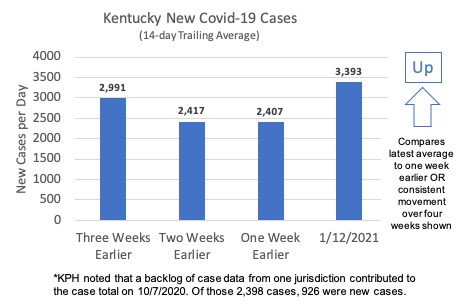 Kentucky New Covid-19 Cases
(14-day Trailing Average)
New Cases per Day
4000
3500
3000
2500
2000
1500
1000
500
0
2,991
2,417
2,407
3,393
Three Weeks
Earlier
Two Weeks
Earlier
One Week
Earlier
1/12/2021
Up
Compares
latest average
to one week
earlier OR
consistent
movement
over four
weeks shown
*KPH noted that a backlog of case data from one jurisdiction contributed to
the case total on 10/7/2020. Of those 2,398 cases, 926 were new cases.